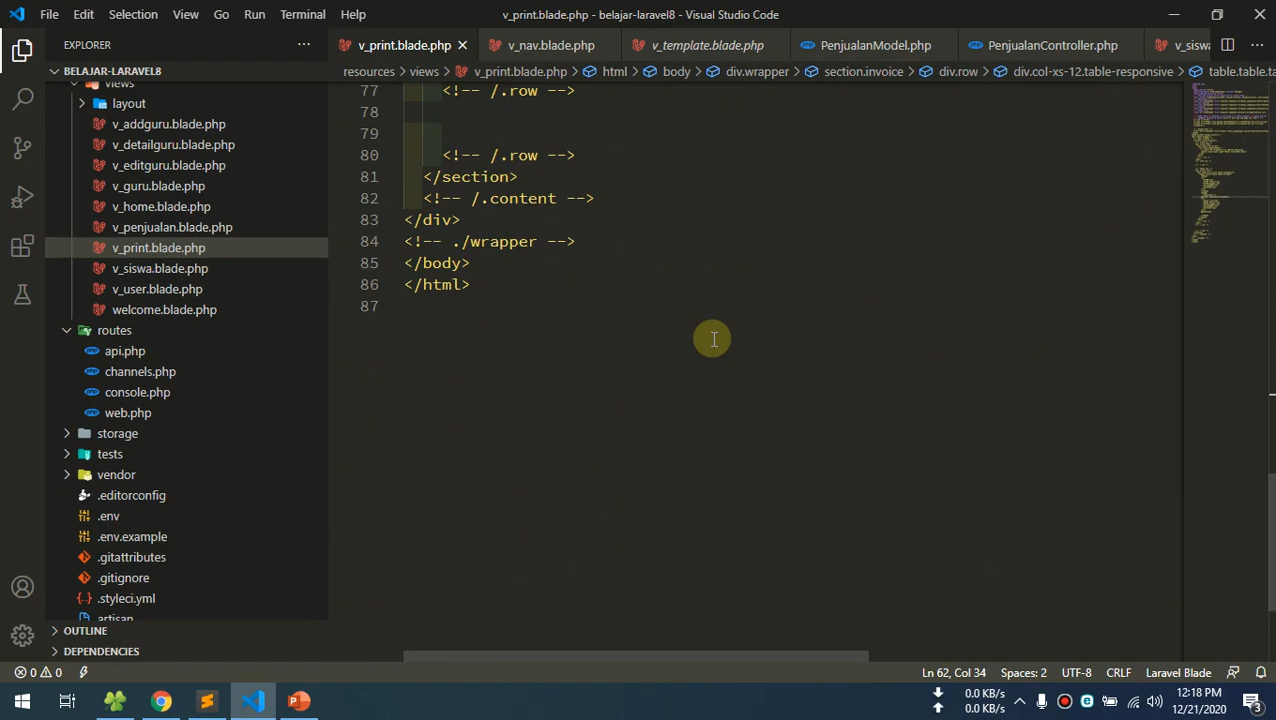 File Edit Selection View Go Run Terminal Help v_print.blade.php - belajar-laravel8 - Visual Studio Code
EXPLORER
v_print.blade.php v_nav.blade.php v_template.blade.php PenjualanModel.php PenjualanController.php v_siswa
BELAJAR-LARAVEL8
resources views v_print.blade.php html body div.wrapper section.invoice div.row div.col-xs-12.table-responsive table.table.ta
views
layout
v_addguru.blade.php
v_detailguru.blade.php
v_editguru.blade.php
v_guru.blade.php
v_home.blade.php
v_penjualan.blade.php
v_print.blade.php
v_siswa.blade.php
v_user.blade.php
welcome.blade.php
routes
api.php
channels.php
console.php
web.php
storage
tests
vendor
.editorconfig
.env
.env.example
.gitattributes
.gitignore
.styleci.yml
artisan
OUTLINE
DEPENDENCIES
77 <!-- /.row -->
78
79
80 <!-- /.row -->
81 </section>
82 <!-- /.content -->
83 </div>
84 <!-- ./wrapper -->
85 </body>
86 </html>
87
0 0 Ln 62, Col 34 Spaces: 2 UTF-8 CRLF Laravel Blade
0.0 KB/s
0.0 KB/s
12:18 PM
12/21/2020
3